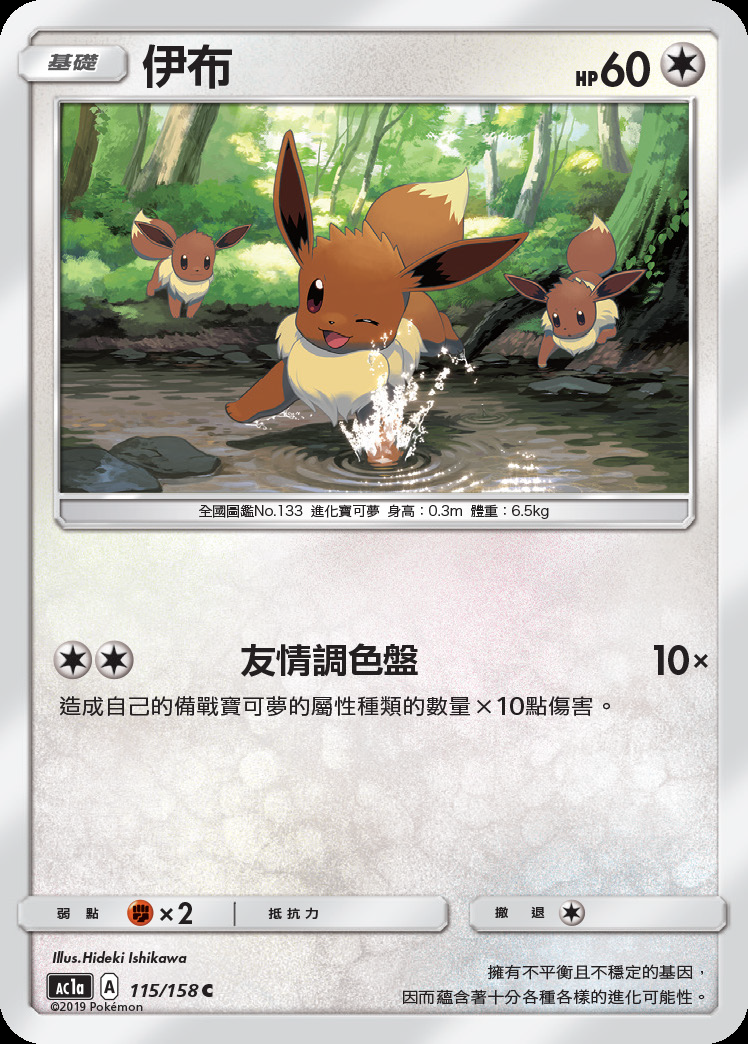 基礎 伊布 HP60
全國圖鑑No.133 進化寶可夢 身高：0.3m 體重：6.5kg
友情調色盤 10×
造成自己的備戰寶可夢的屬性種類的數量×10點傷害。
弱點 ×2 抵抗力 撤退
Illus.Hideki Ishikawa
AC1a A 115/158 C
©2019 Pokémon
擁有不平衡且不穩定的基因，
因而蘊含著十分各種各樣的進化可能性。